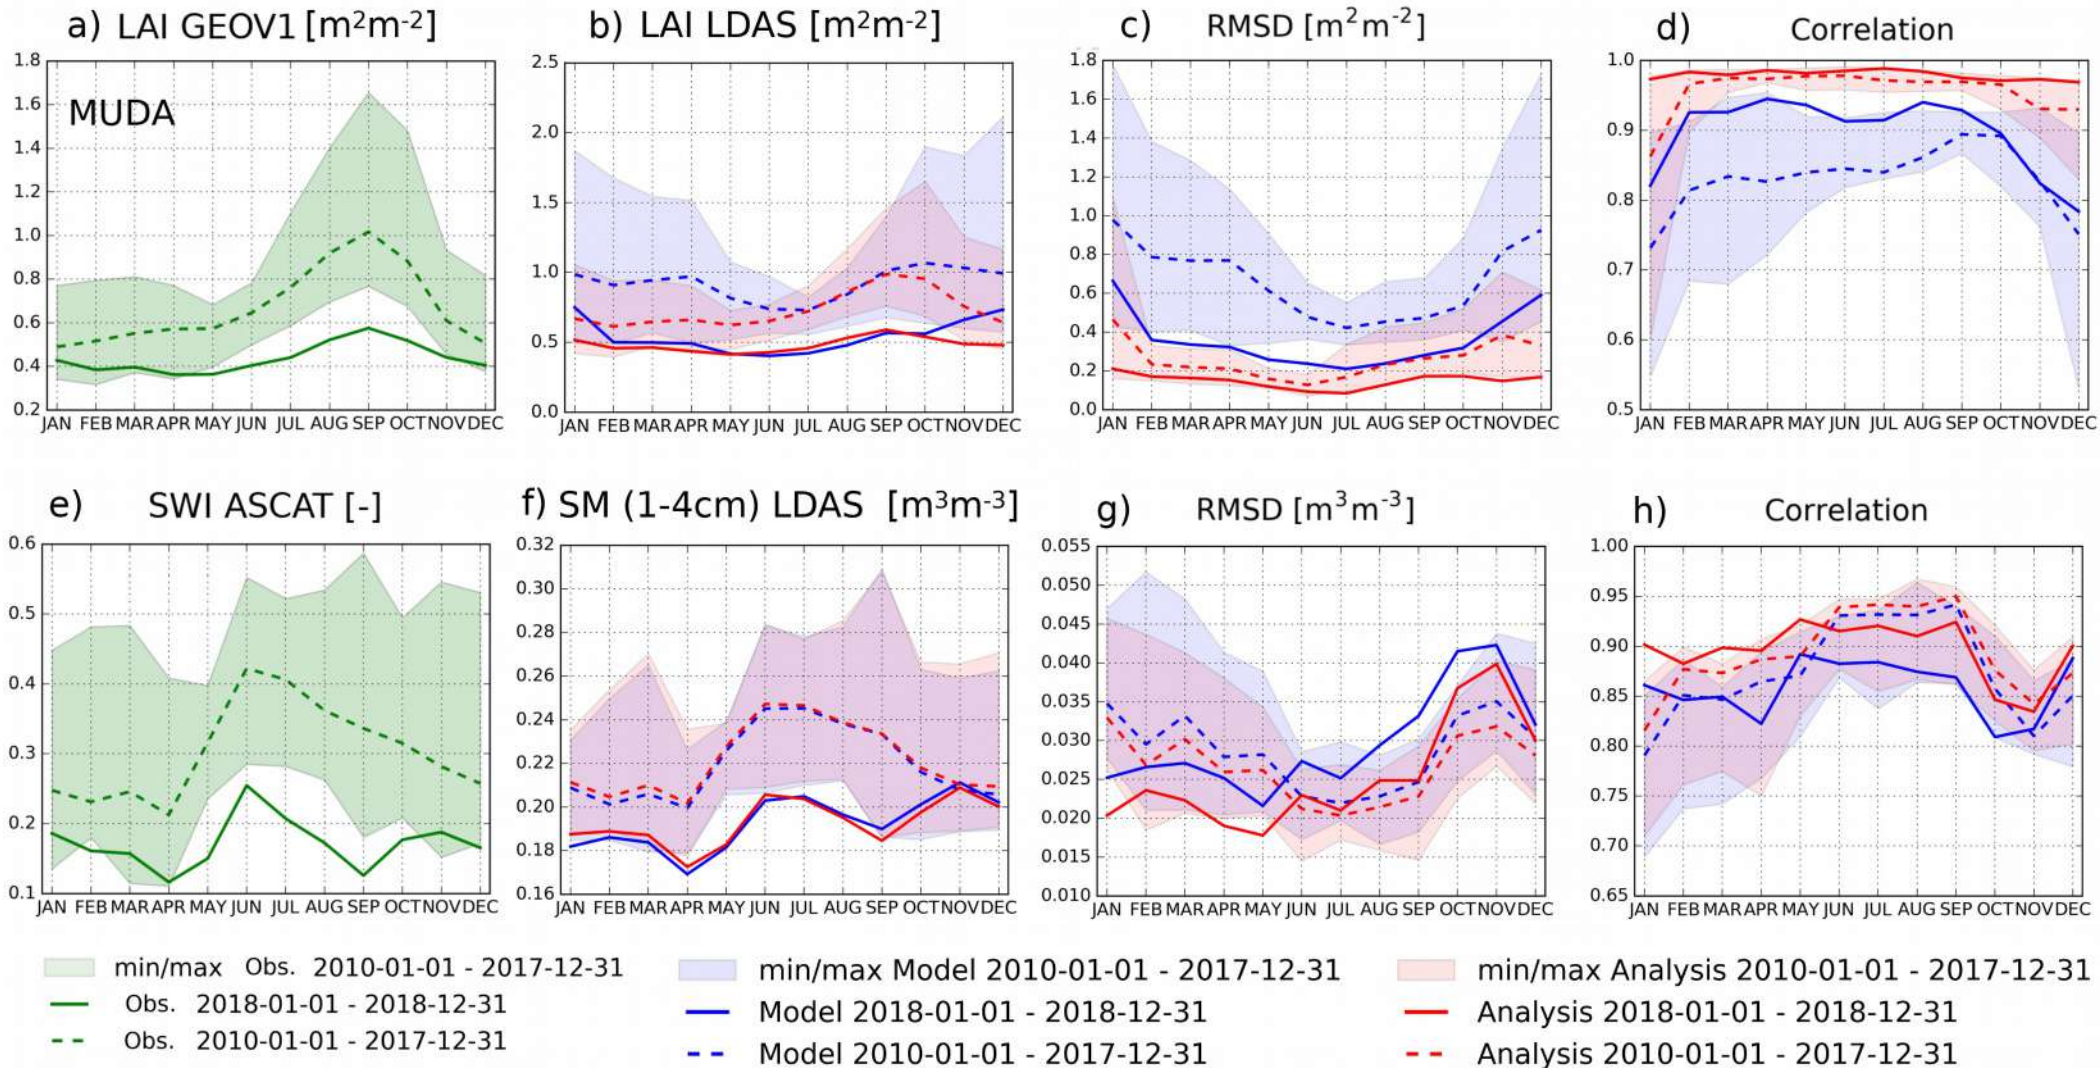 a) LAI GEOV1 [m2m-2]
b) LAI LDAS [m2m-2]
c) RMSD [m²m⁻²]
d) Correlation
MUDA
1.8
1.6
1.4
1.2
1.0
0.8
0.6
0.4
0.2
JAN FEB MAR APR MAY JUN JUL AUG SEP OCT NOV DEC
2.5
2.0
1.5
1.0
0.5
0.0
JAN FEB MAR APR MAY JUN JUL AUG SEP OCT NOV DEC
1.8
1.6
1.4
1.2
1.0
0.8
0.6
0.4
0.2
0.0
JAN FEB MAR APR MAY JUN JUL AUG SEP OCT NOV DEC
1.0
0.9
0.8
0.7
0.6
0.5
JAN FEB MAR APR MAY JUN JUL AUG SEP OCT NOV DEC
e) SWI ASCAT [-]
f) SM (1-4cm) LDAS [m3m-3]
g) RMSD [m³m⁻³]
h) Correlation
0.6
0.5
0.4
0.3
0.2
0.1
JAN FEB MAR APR MAY JUN JUL AUG SEP OCT NOV DEC
0.32
0.30
0.28
0.26
0.24
0.22
0.20
0.18
0.16
JAN FEB MAR APR MAY JUN JUL AUG SEP OCT NOV DEC
0.055
0.050
0.045
0.040
0.035
0.030
0.025
0.020
0.015
0.010
JAN FEB MAR APR MAY JUN JUL AUG SEP OCT NOV DEC
1.00
0.95
0.90
0.85
0.80
0.75
0.70
0.65
JAN FEB MAR APR MAY JUN JUL AUG SEP OCT NOV DEC
min/max Obs. 2010-01-01 - 2017-12-31
Obs. 2018-01-01 - 2018-12-31
Obs. 2010-01-01 - 2017-12-31
min/max Model 2010-01-01 - 2017-12-31
Model 2018-01-01 - 2018-12-31
Model 2010-01-01 - 2017-12-31
min/max Analysis 2010-01-01 - 2017-12-31
Analysis 2018-01-01 - 2018-12-31
Analysis 2010-01-01 - 2017-12-31